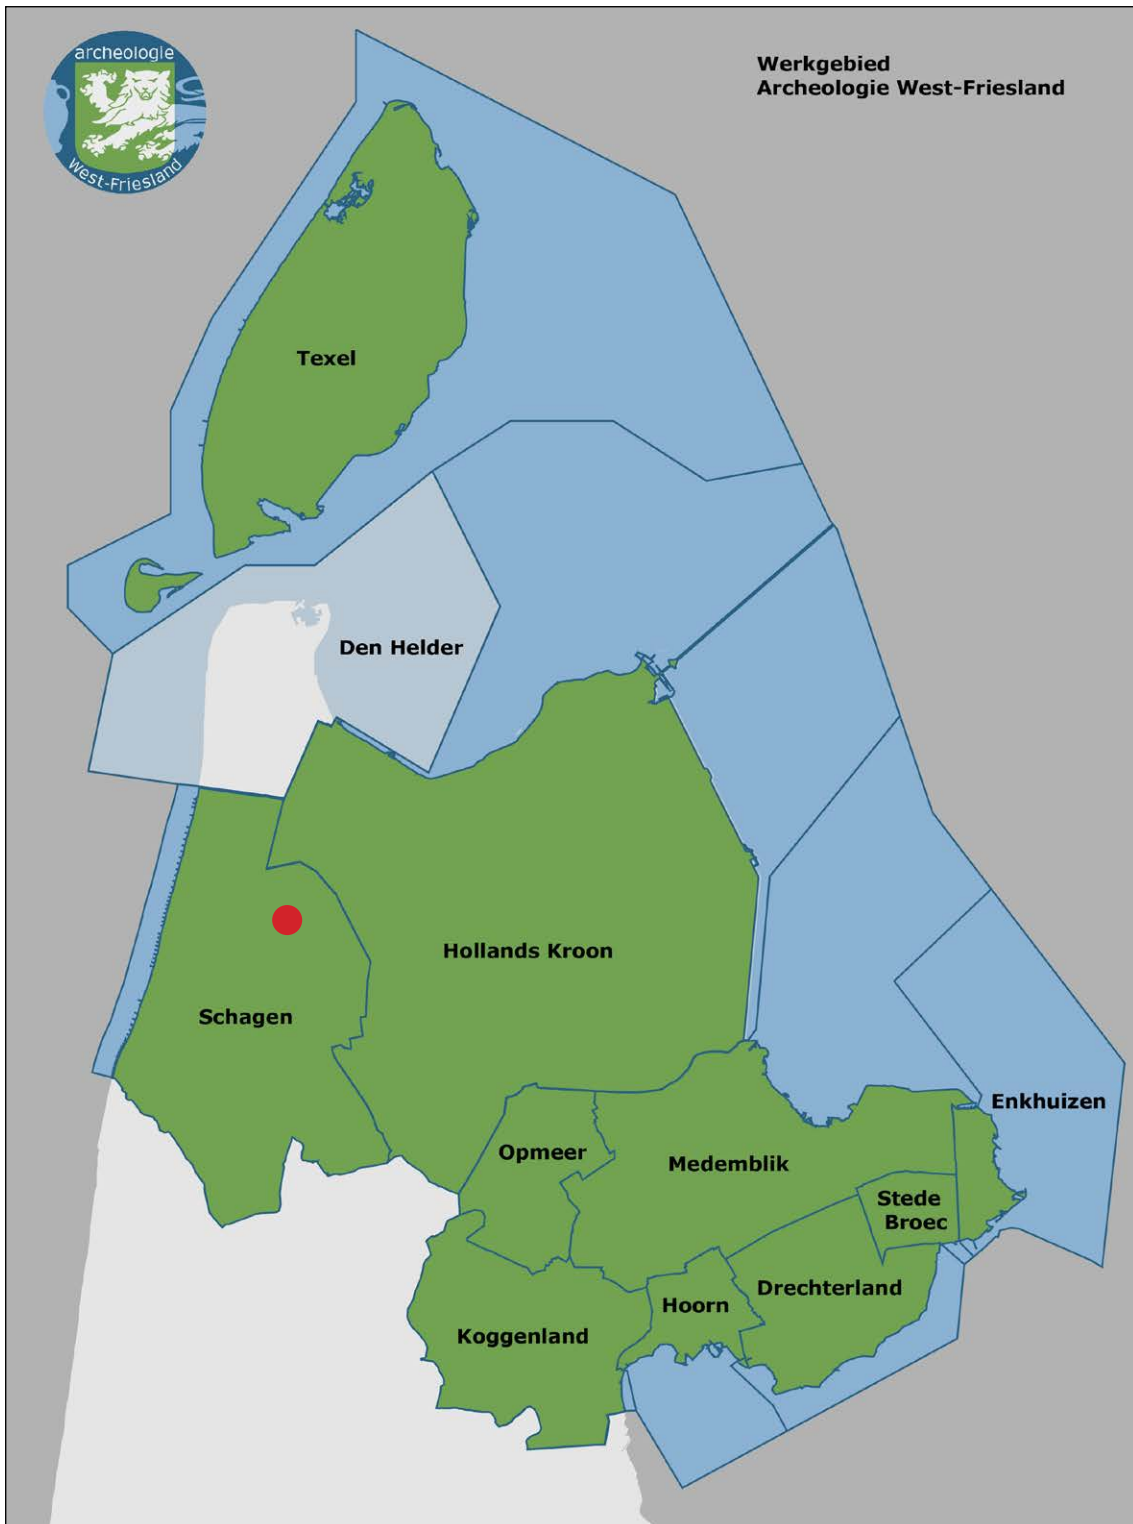 archeologie
West-Friesland
Werkgebied
Archeologie West-Friesland
Texel
Den Helder
Hollands Kroon
Schagen
Enkhuizen
Opmeer
Medemblik
Stede
Broec
Drechterland
Hoorn
Koggenland